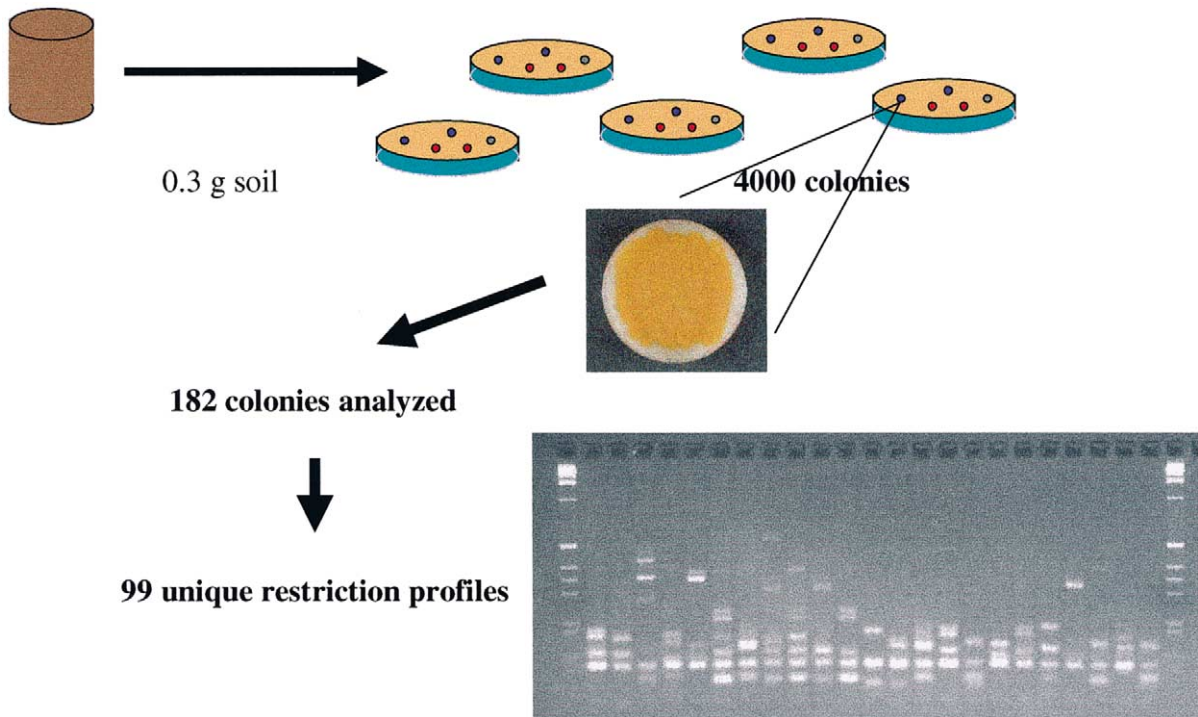 0.3 g soil
4000 colonies
182 colonies analyzed
99 unique restriction profiles